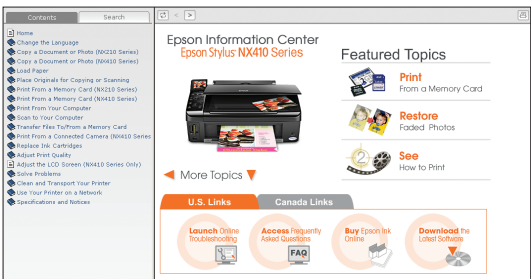 Contents
Search
Home
Change the Language
Copy a Document or Photo (NX210 Series)
Copy a Document or Photo (NX410 Series)
Load Paper
Place Originals for Copying or Scanning
Print From a Memory Card (NX210 Series)
Print From a Memory Card (NX410 Series)
Print From Your Computer
Scan to Your Computer
Transfer Files To/From a Memory Card
Print From a Connected Camera (NX410 Series
Replace Ink Cartridges
Adjust Print Quality
Adjust the LCD Screen (NX410 Series Only)
Solve Problems
Clean and Transport Your Printer
Use Your Printer on a Network
Specifications and Notices
< >
Epson Information Center
Epson Stylus® NX410 Series
Featured Topics
Print
From a Memory Card
Restore
Faded Photos
2
See
How to Print
More Topics
U.S. Links
Canada Links
Launch Online
Troubleshooting
Access Frequently
Asked Questions
FAQ
Buy Epson Ink
Online
Download the
Latest Software